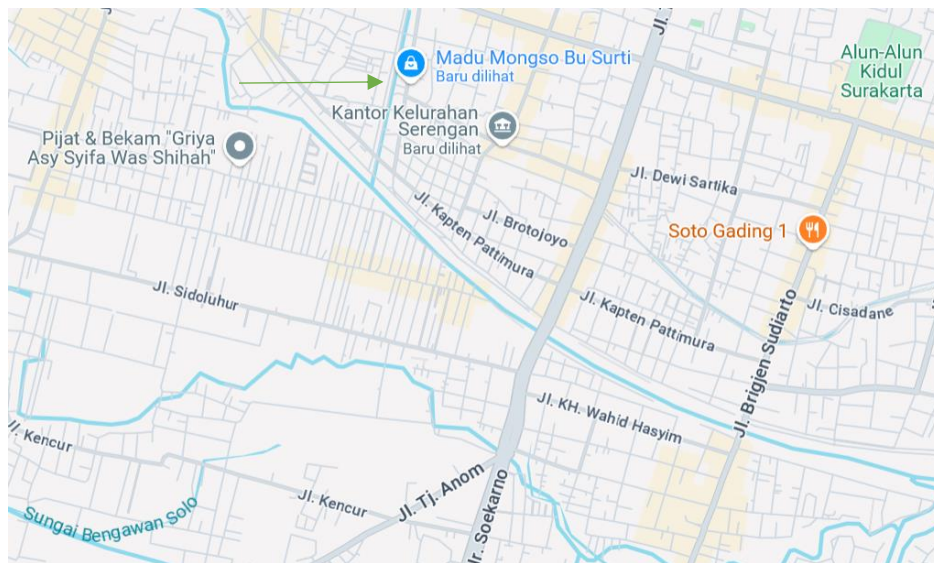 Madu Mongso Bu Surti
Baru dilihat
Alun-Alun
Kidul
Surakarta
Kantor Kelurahan
Serengan
Baru dilihat
Pijat & Bekam "Griya
Asy Syifa Was Shihah"
Jl. Dewi Sartika
Jl. Brotojoyo
Jl. Kapten Pattimura
Soto Gading 1
Jl. Sidoluhur
Jl. Kapten Pattimura
Jl. Cisadane
Jl. Brigjen Sudiarto
Jl. KH. Wahid Hasyim
Jl. Kencur
Jl. Tj. Anom
Jl. Kencur
Ir. Soekarno
Sungai Bengawan Solo